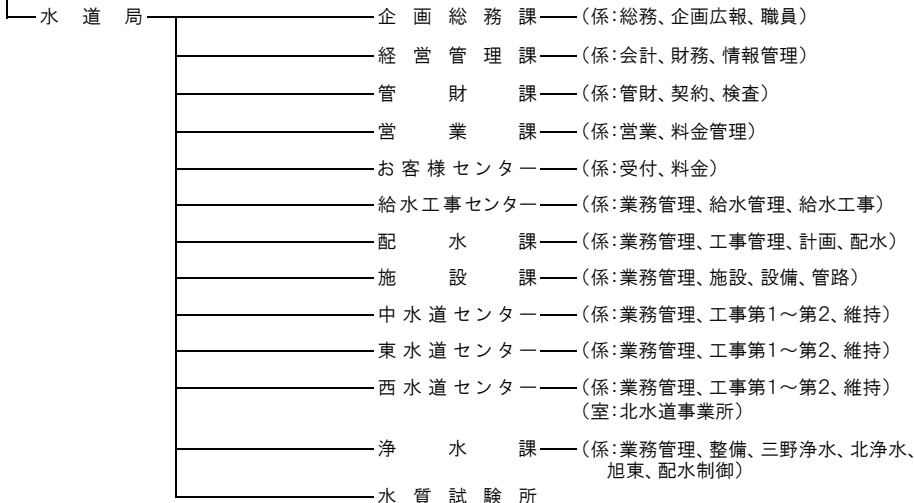 水道局
企画総務課 (係:総務、企画広報、職員)
経営管理課 (係:会計、財務、情報管理)
管財課 (係:管財、契約、検査)
営業課 (係:営業、料金管理)
お客様センター (係:受付、料金)
給水工事センター (係:業務管理、給水管理、給水工事)
配水課 (係:業務管理、工事管理、計画、配水)
施設課 (係:業務管理、施設、設備、管路)
中水道センター (係:業務管理、工事第1~第2、維持)
東水道センター (係:業務管理、工事第1~第2、維持)
西水道センター (係:業務管理、工事第1~第2、維持)
(室:北水道事業所)
浄水課 (係:業務管理、整備、三野浄水、北浄水、
旭東、配水制御)
水質試験所